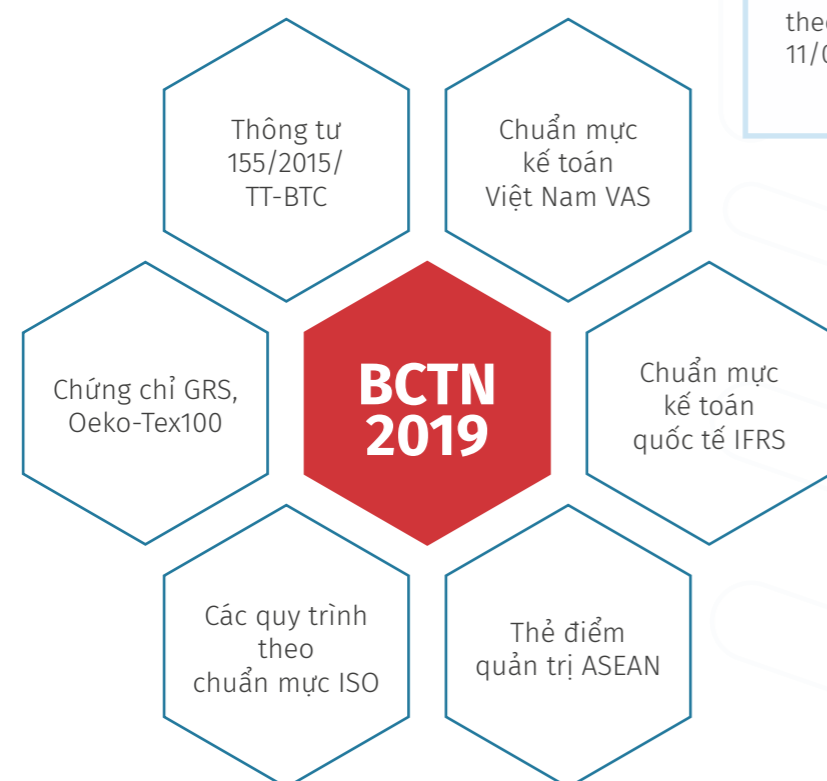 Thông tư
155/2015/
TT-BTC
Chuẩn mực
kế toán
Việt Nam VAS
Chứng chỉ GRS,
Oeko-Tex100
BCTN
2019
Chuẩn mực
kế toán
quốc tế IFRS
Các quy trình
theo
chuẩn mực ISO
Thẻ điểm
quản trị ASEAN